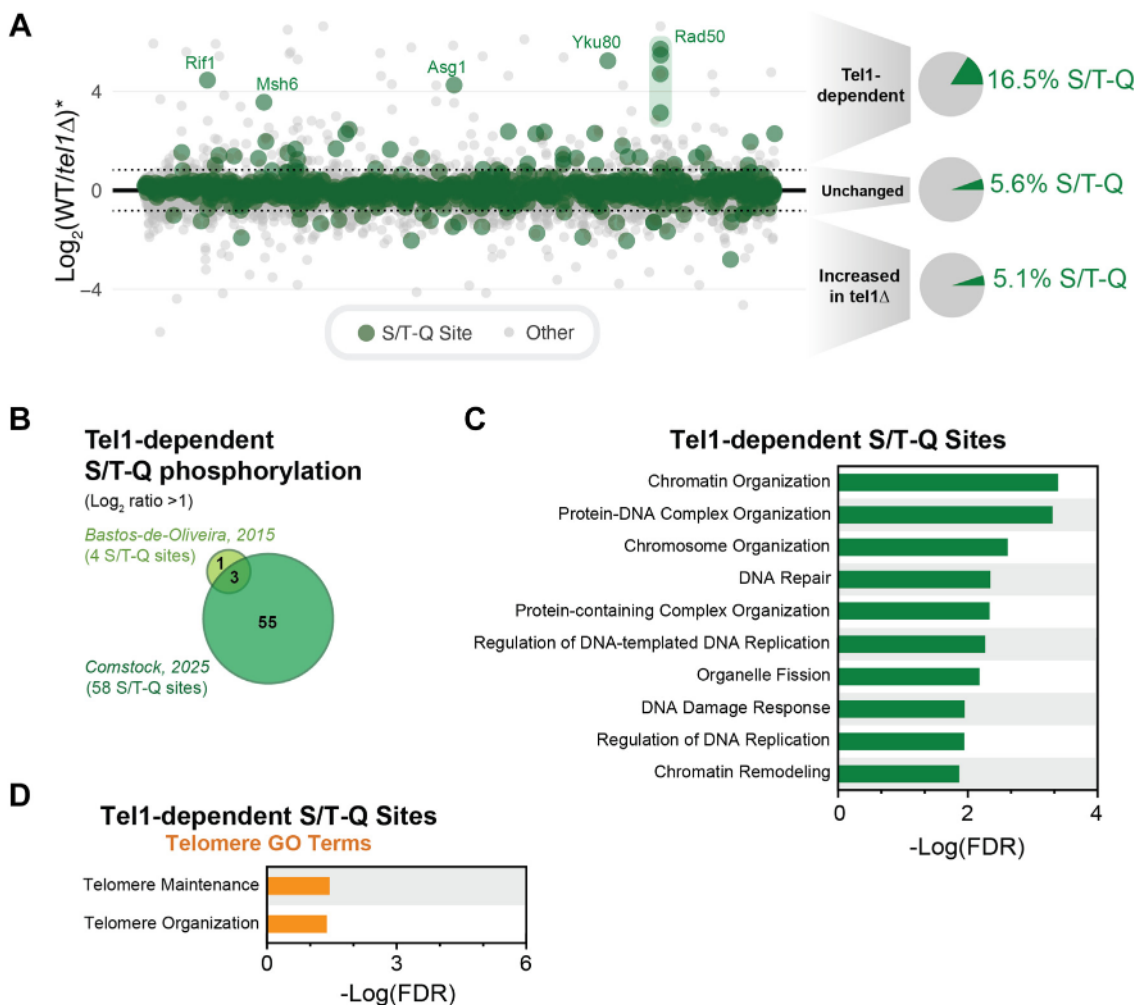 A
Log2(WT/tel1Δ)*
4
0
−4
Rif1
Msh6
Asg1
Yku80
Rad50
S/T-Q Site
Other
Tel1-
dependent
16.5% S/T-Q
Unchanged
5.6% S/T-Q
Increased
in tel1Δ
5.1% S/T-Q
B
Tel1-dependent
S/T-Q phosphorylation
(Log2 ratio >1)
Bastos-de-Oliveira, 2015
(4 S/T-Q sites)
1
3
55
Comstock, 2025
(58 S/T-Q sites)
C
Tel1-dependent S/T-Q Sites
Chromatin Organization
Protein-DNA Complex Organization
Chromosome Organization
DNA Repair
Protein-containing Complex Organization
Regulation of DNA-templated DNA Replication
Organelle Fission
DNA Damage Response
Regulation of DNA Replication
Chromatin Remodeling
0
2
4
-Log(FDR)
D
Tel1-dependent S/T-Q Sites
Telomere GO Terms
Telomere Maintenance
Telomere Organization
0
3
6
-Log(FDR)